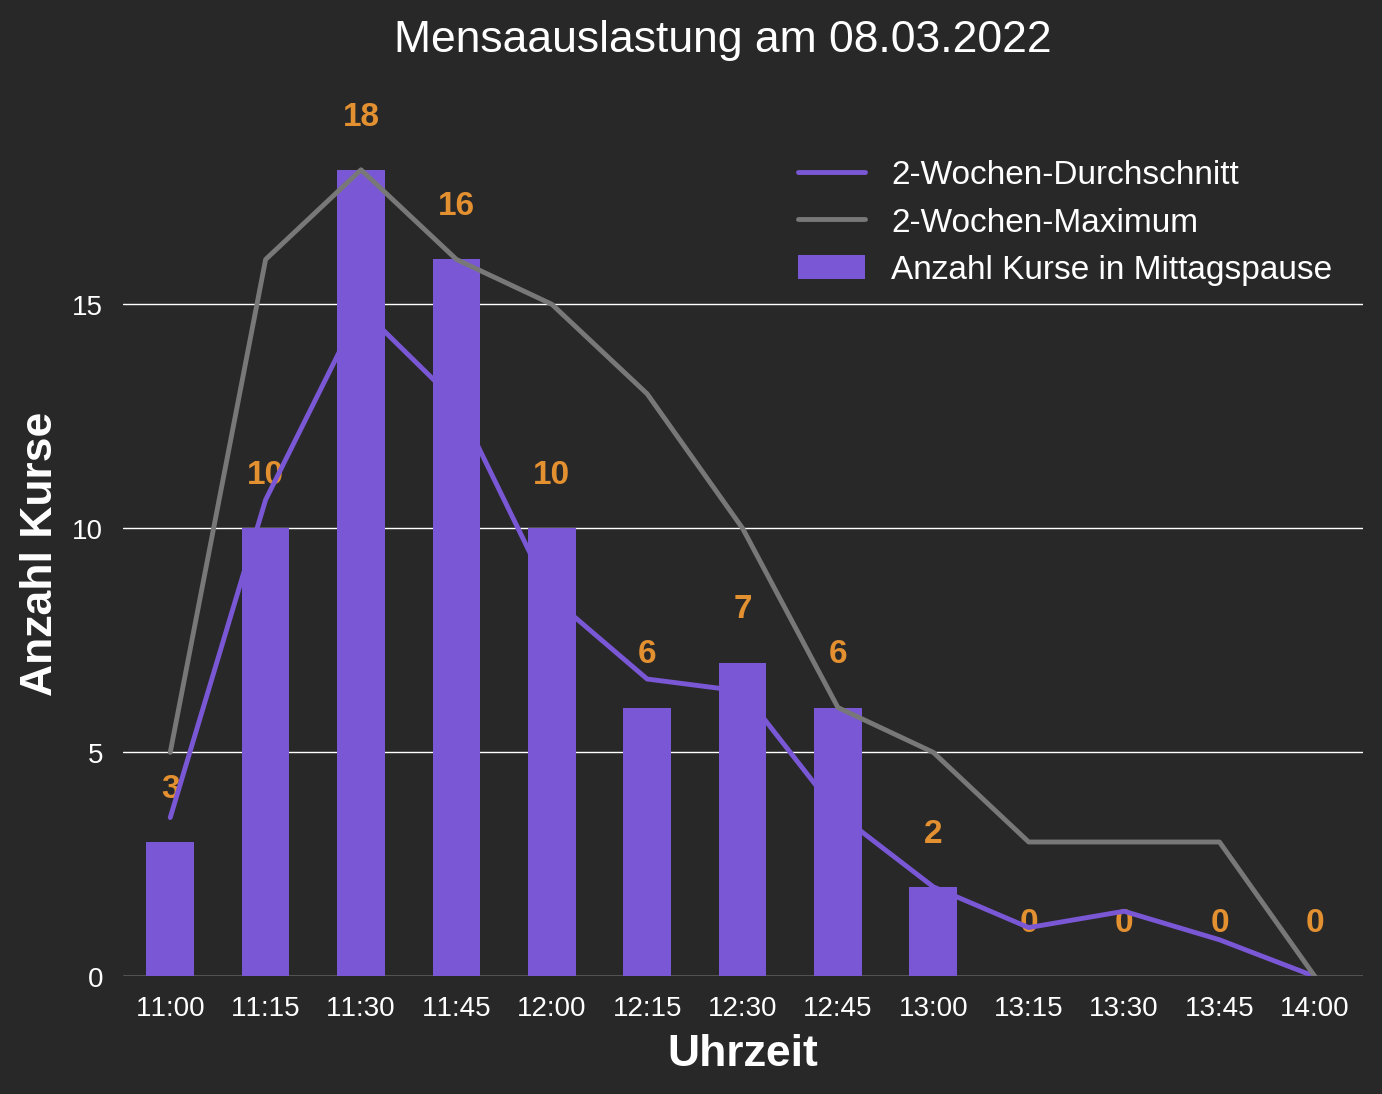 Mensaauslastung am 08.03.2022
18
16
10
10
7
6
6
3
2
0
0
0
0
2-Wochen-Durchschnitt
2-Wochen-Maximum
Anzahl Kurse in Mittagspause
Anzahl Kurse
15
10
5
0
11:00 11:15 11:30 11:45 12:00 12:15 12:30 12:45 13:00 13:15 13:30 13:45 14:00
Uhrzeit